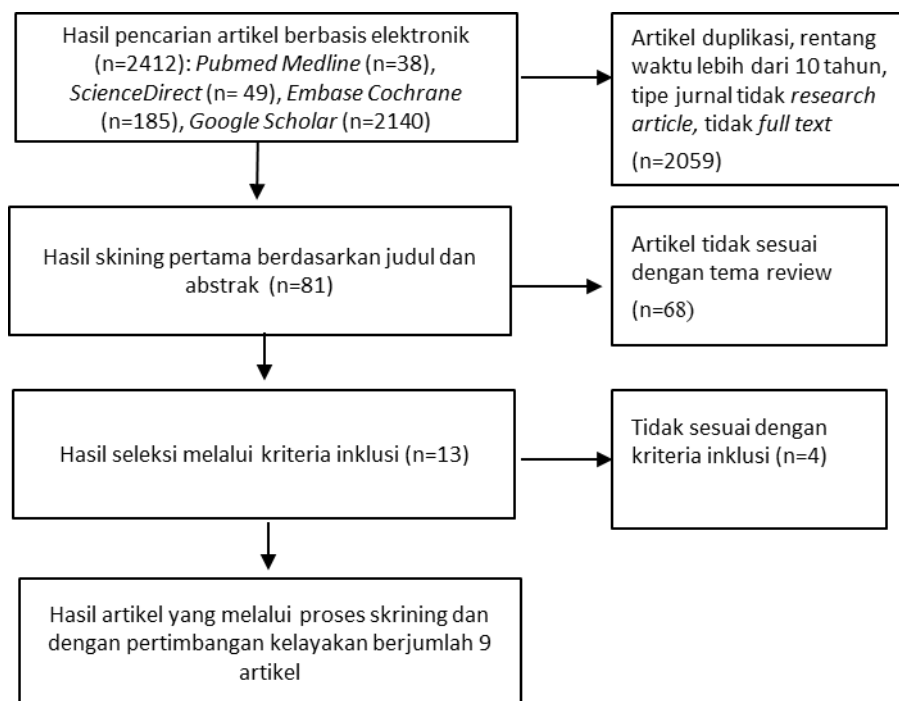 Hasil pencarian artikel berbasis elektronik
(n=2412): Pubmed Medline (n=38),
ScienceDirect (n= 49), Embase Cochrane
(n=185), Google Scholar (n=2140)
Artikel duplikasi, rentang
waktu lebih dari 10 tahun,
tipe jurnal tidak research
article, tidak full text
(n=2059)
Hasil skining pertama berdasarkan judul dan
abstrak (n=81)
Artikel tidak sesuai
dengan tema review
(n=68)
Hasil seleksi melalui kriteria inklusi (n=13)
Tidak sesuai dengan
kriteria inklusi (n=4)
Hasil artikel yang melalui proses skrining dan
dengan pertimbangan kelayakan berjumlah 9
artikel